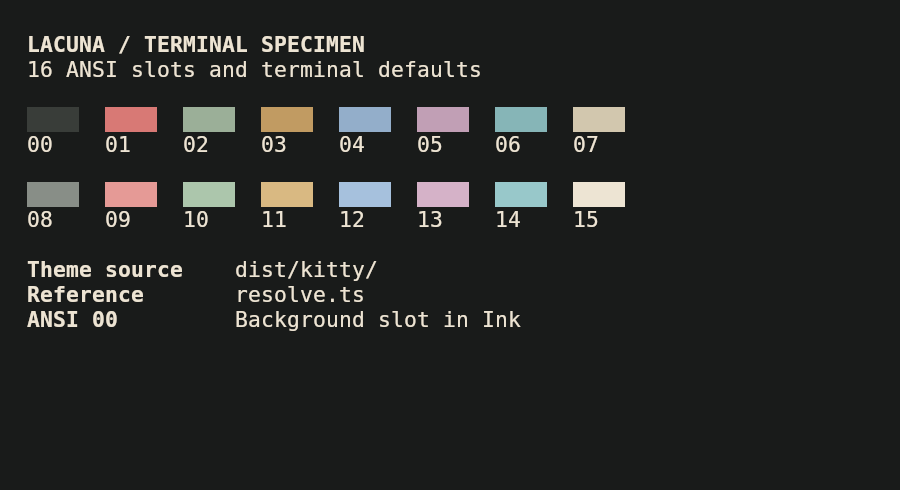 LACUNA / TERMINAL SPECIMEN
16 ANSI slots and terminal defaults
00 01 02 03 04 05 06 07
08 09 10 11 12 13 14 15
Theme source dist/kitty/
Reference resolve.ts
ANSI 00 Background slot in Ink